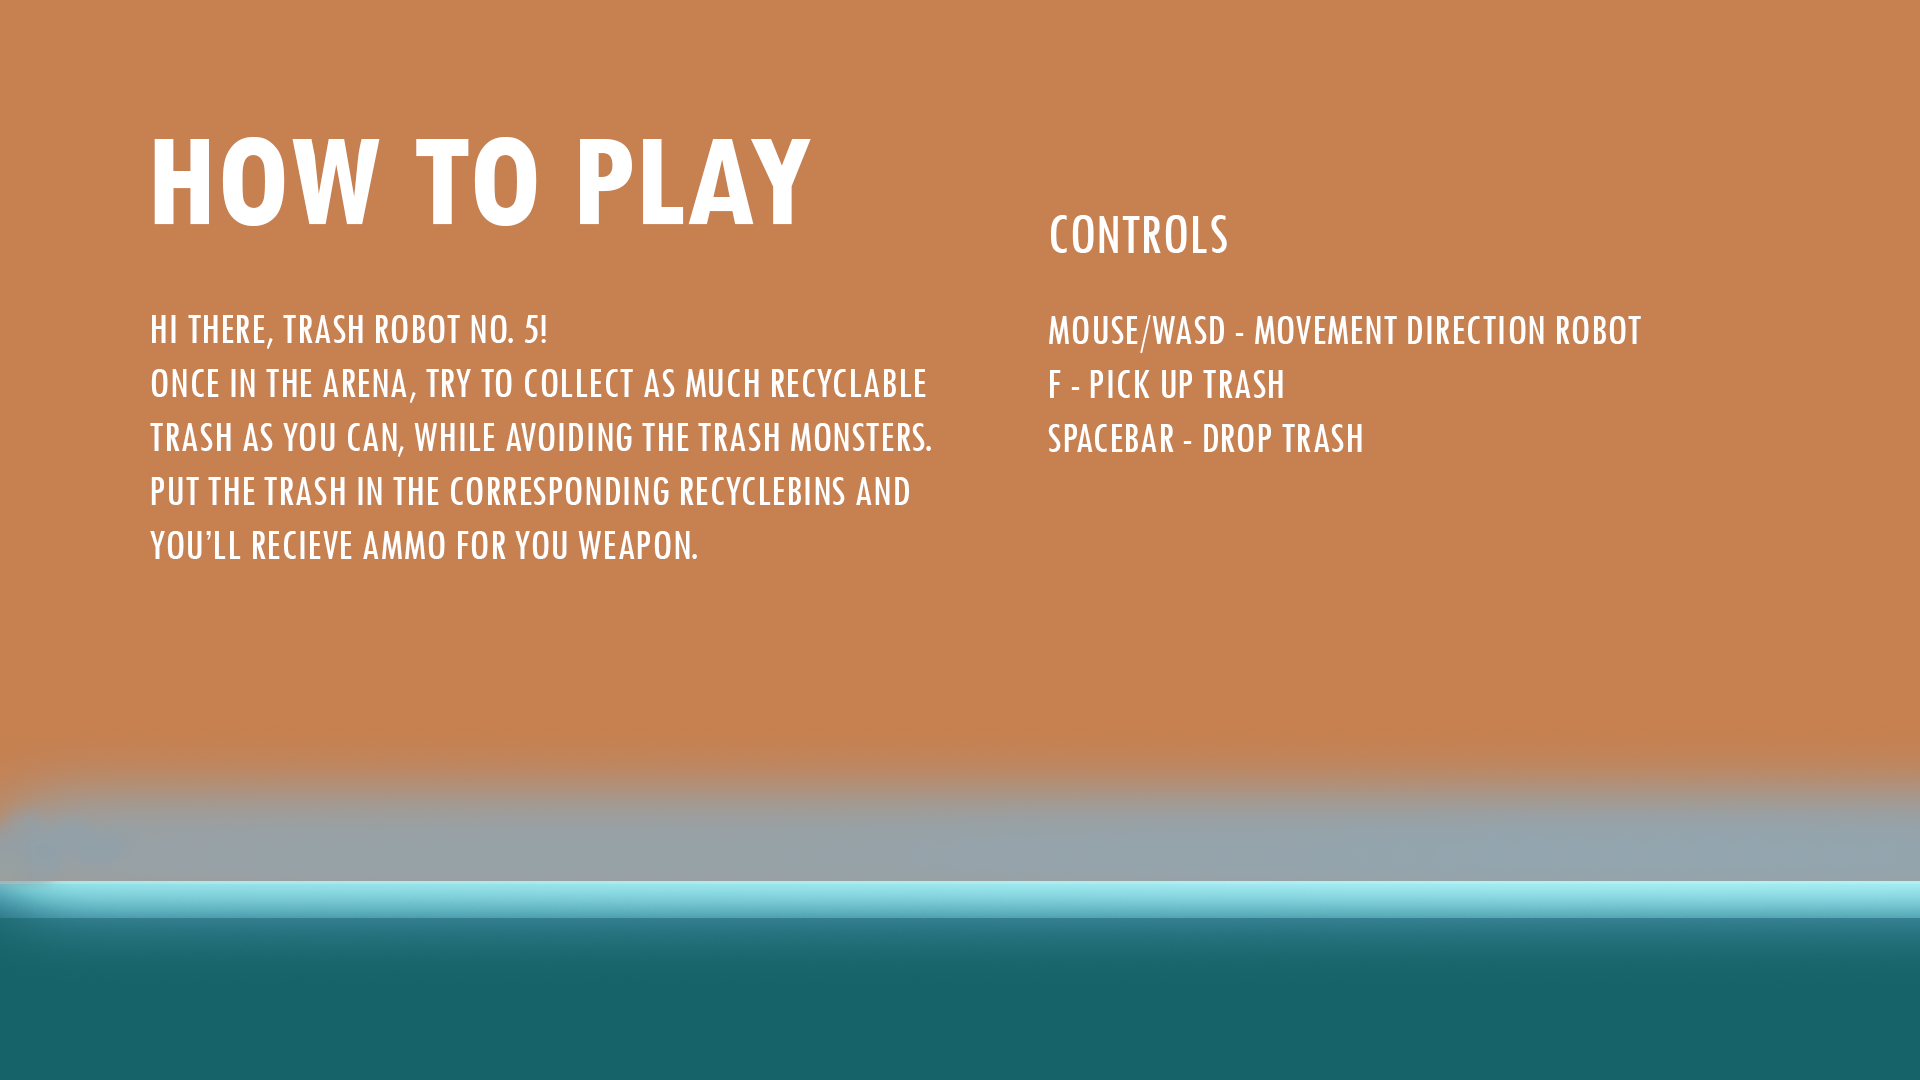 HOW TO PLAY
HI THERE, TRASH ROBOT NO. 5!
ONCE IN THE ARENA, TRY TO COLLECT AS MUCH RECYCLABLE
TRASH AS YOU CAN, WHILE AVOIDING THE TRASH MONSTERS.
PUT THE TRASH IN THE CORRESPONDING RECYCLEBINS AND
YOU’LL RECIEVE AMMO FOR YOU WEAPON.
CONTROLS
MOUSE/WASD - MOVEMENT DIRECTION ROBOT
F - PICK UP TRASH
SPACEBAR - DROP TRASH